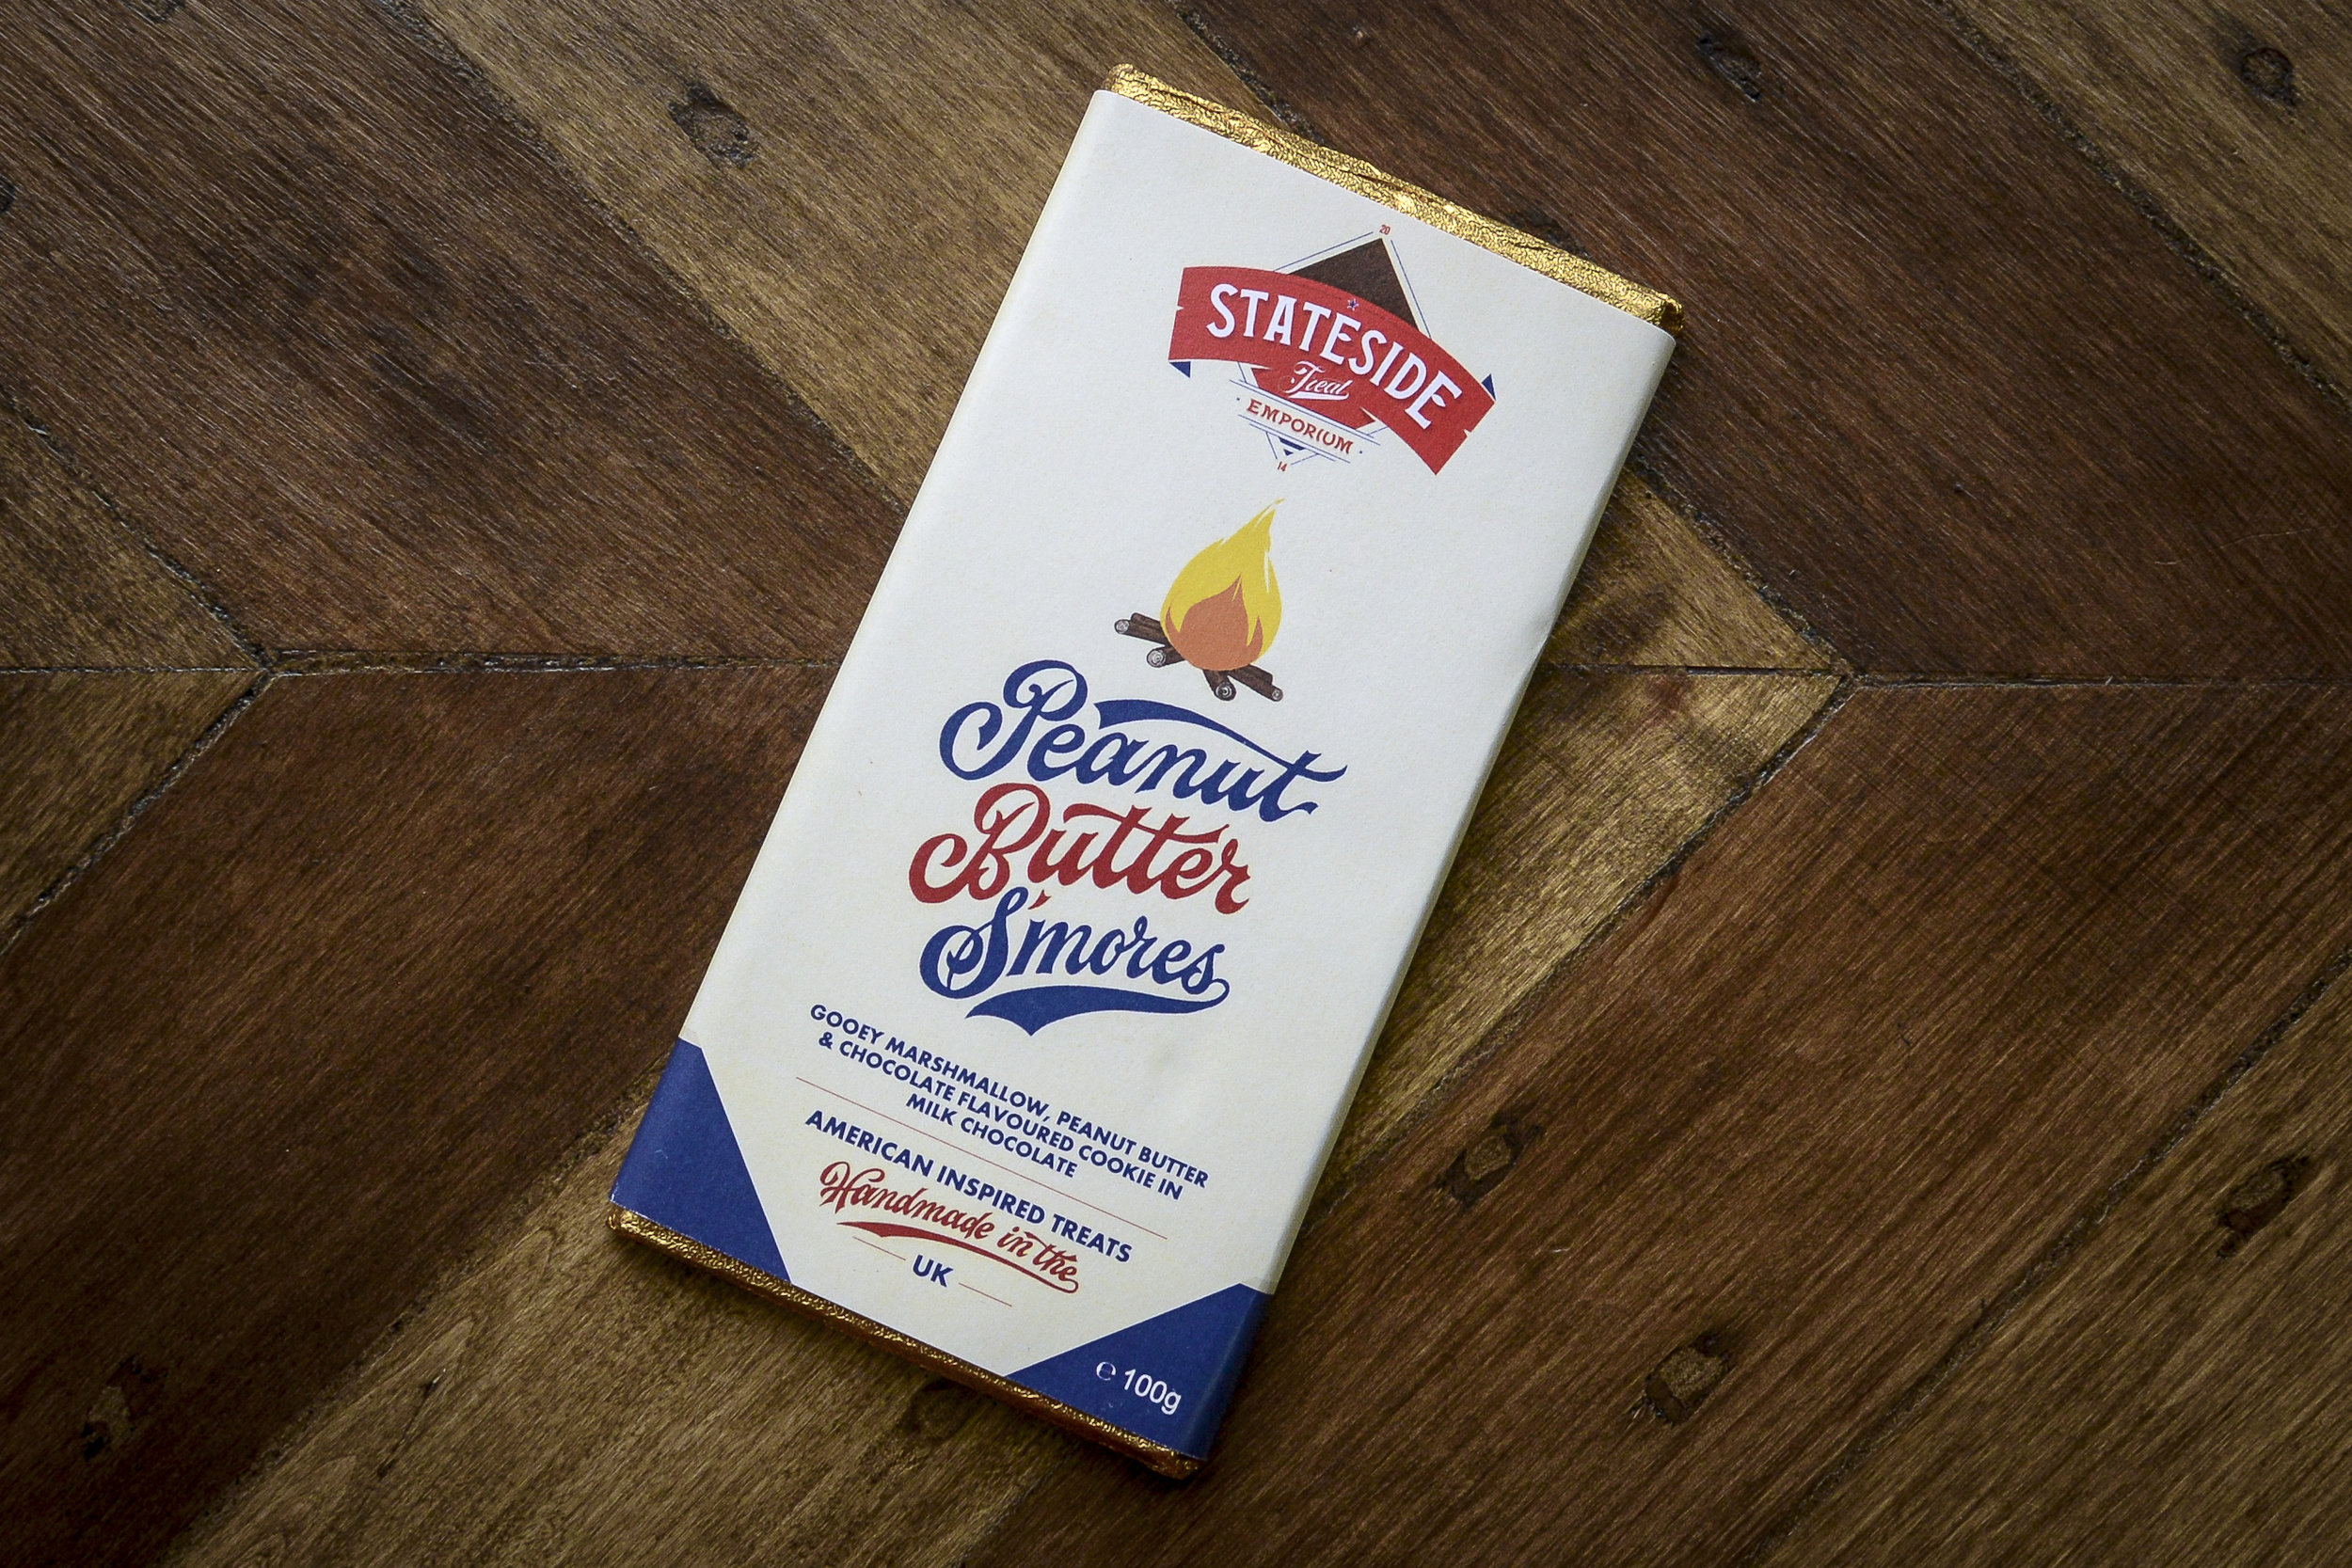 20
STATESIDE
Treat
EMPORIUM
14
Peanut
Butter
S'mores
GOOEY MARSHMALLOW, PEANUT BUTTER
& CHOCOLATE FLAVOURED COOKIE IN
MILK CHOCOLATE
AMERICAN INSPIRED TREATS
Handmade in the
UK
℮ 100g